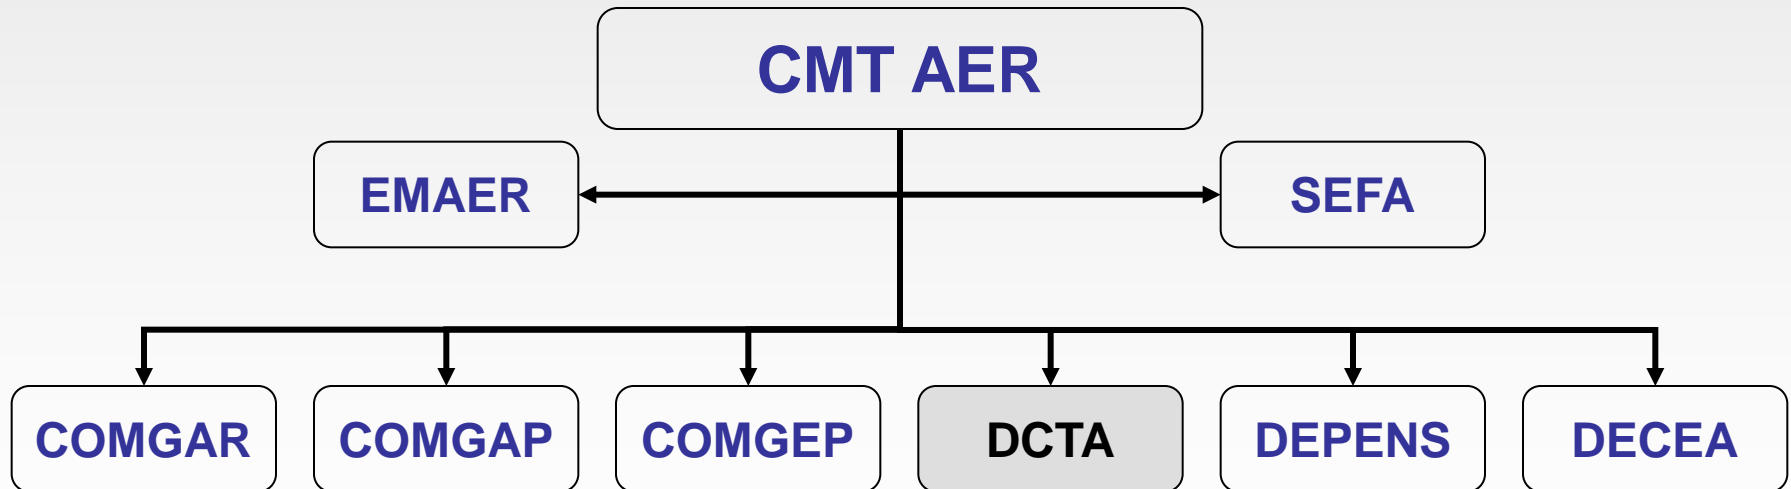 CMT AER
EMAER
SEFA
COMGAR
COMGAP
COMGEP
DCTA
DEPENS
DECEA